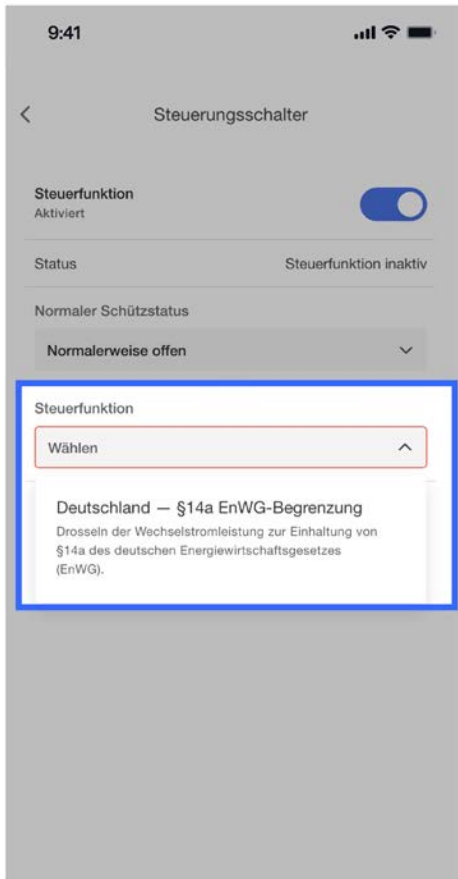 9:41
Steuerungsschalter
Steuerfunktion
Aktiviert
Status Steuerfunktion inaktiv
Normaler Schützstatus
Normalerweise offen
Steuerfunktion
Wählen
Deutschland — §14a EnWG-Begrenzung
Drosseln der Wechselstromleistung zur Einhaltung von
§14a des deutschen Energiewirtschaftsgesetzes
(EnWG).